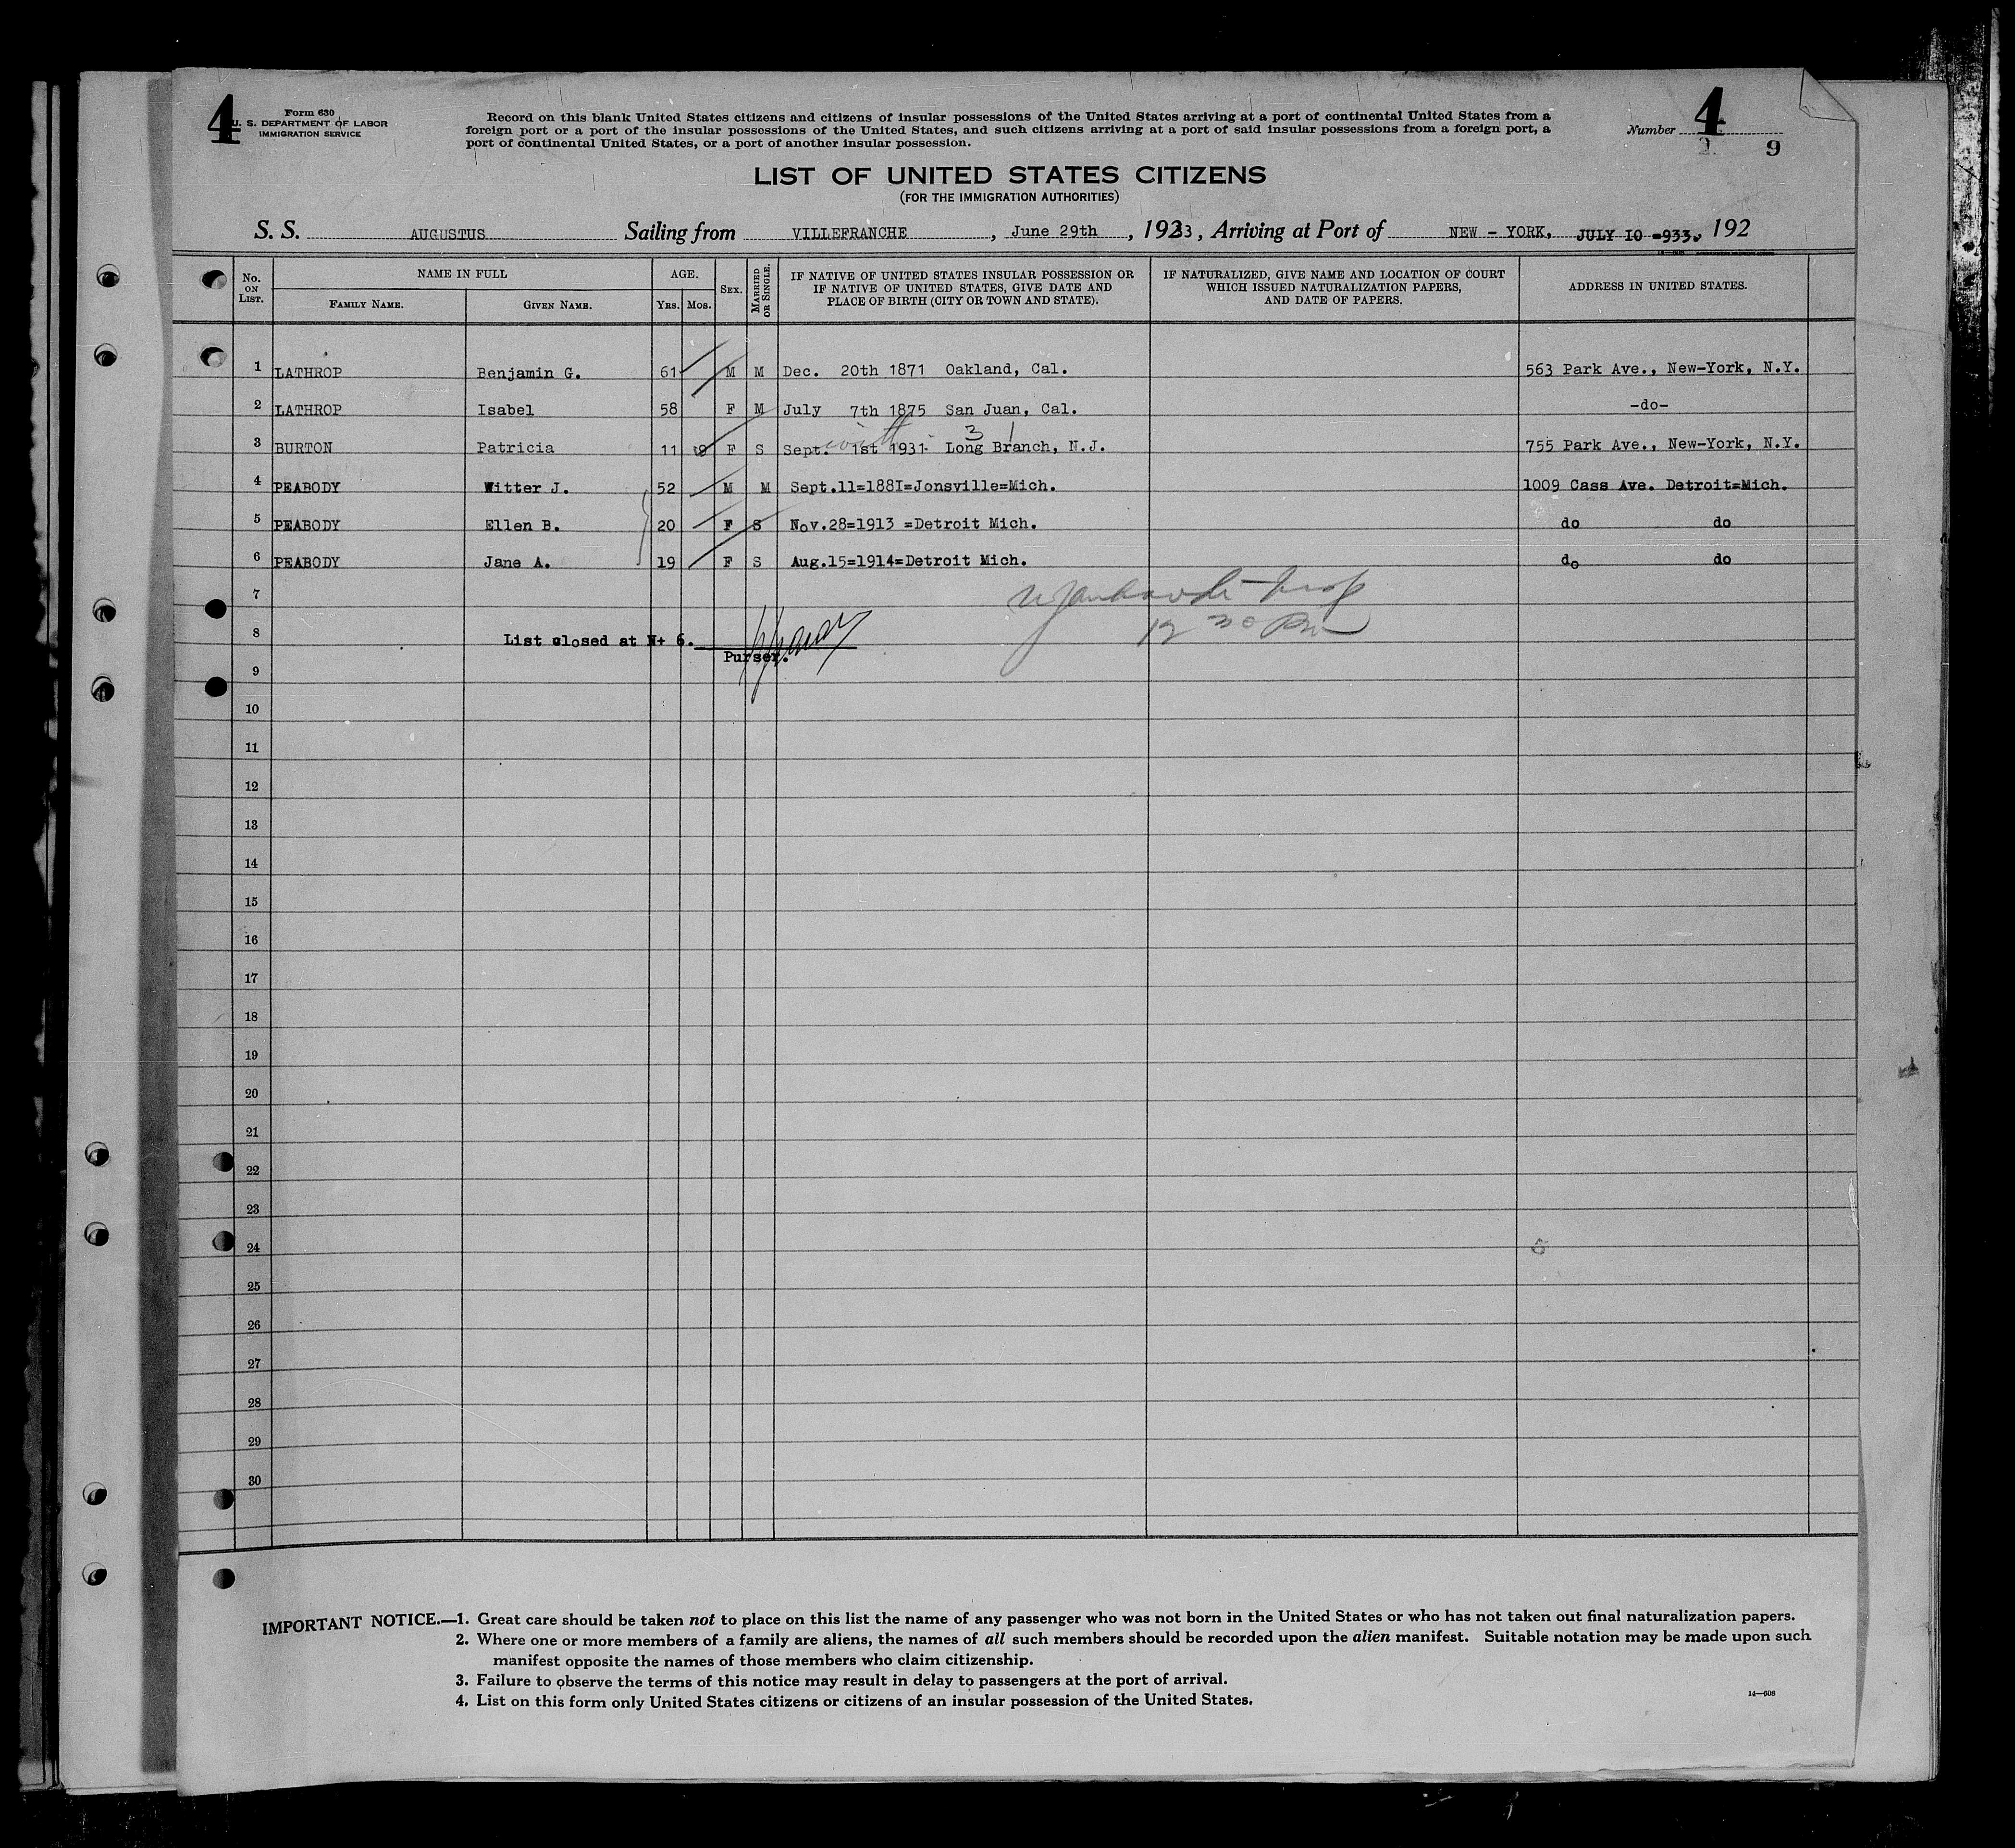 4
Form 630
U. S. DEPARTMENT OF LABOR
IMMIGRATION SERVICE
Record on this blank United States citizens and citizens of insular possessions of the United States arriving at a port of continental United States from a
foreign port or a port of the insular possessions of the United States, and such citizens arriving at a port of said insular possessions from a foreign port, a
port of continental United States, or a port of another insular possession.
Number 4
9
LIST OF UNITED STATES CITIZENS
(FOR THE IMMIGRATION AUTHORITIES)
S. S. AUGUSTUS Sailing from VILLEFRANCHE, June 29th, 1933, Arriving at Port of NEW - YORK, JULY IO =933., 192
No. ON LIST.
NAME IN FULL
FAMILY NAME. GIVEN NAME.
AGE.
YRS. MOS.
SEX.
MARRIED OR SINGLE.
IF NATIVE OF UNITED STATES INSULAR POSSESSION OR
IF NATIVE OF UNITED STATES, GIVE DATE AND
PLACE OF BIRTH (CITY OR TOWN AND STATE).
IF NATURALIZED, GIVE NAME AND LOCATION OF COURT
WHICH ISSUED NATURALIZATION PAPERS,
AND DATE OF PAPERS.
ADDRESS IN UNITED STATES.
1 LATHROP Benjamin G. 61 M M Dec. 20th 1871 Oakland, Cal. 563 Park Ave., New-York, N.Y.
2 LATHROP Isabel 58 F M July 7th 1875 San Juan, Cal. -do-
with 3 1
3 BURTON Patricia 11 F S Sept. 1st 1931 Long Branch, N.J. 755 Park Ave., New-York, N.Y.
4 PEABODY Witter J. 52 M M Sept.11=188I=Jonsville=Mich. 1009 Cass Ave. Detroit=Mich.
5 PEABODY Ellen B. 20 F S Nov.28=1913 =Detroit Mich. do do
6 PEABODY Jane A. 19 F S Aug.15=1914=Detroit Mich. do do
7
12 30 Pm
8 List closed at N+ 6.
Purser.
9
10
11
12
13
14
15
16
17
18
19
20
21
22
23
24
25
26
27
28
29
30
IMPORTANT NOTICE.—1. Great care should be taken not to place on this list the name of any passenger who was not born in the United States or who has not taken out final naturalization papers.
2. Where one or more members of a family are aliens, the names of all such members should be recorded upon the alien manifest. Suitable notation may be made upon such
manifest opposite the names of those members who claim citizenship.
3. Failure to observe the terms of this notice may result in delay to passengers at the port of arrival.
4. List on this form only United States citizens or citizens of an insular possession of the United States.
14—608